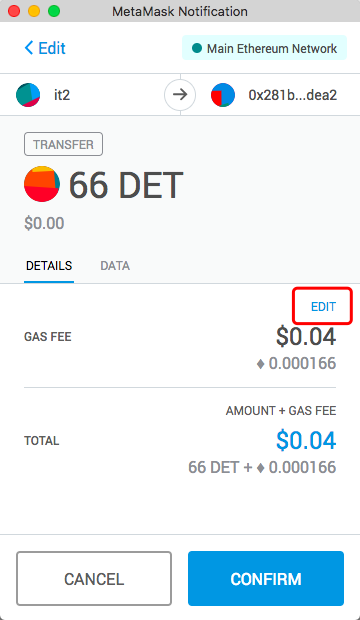 MetaMask Notification
< Edit
Main Ethereum Network
it2
0x281b...dea2
TRANSFER
66 DET
$0.00
DETAILS DATA
EDIT
GAS FEE
$0.04
♦ 0.000166
AMOUNT + GAS FEE
TOTAL
$0.04
66 DET + ♦ 0.000166
CANCEL
CONFIRM